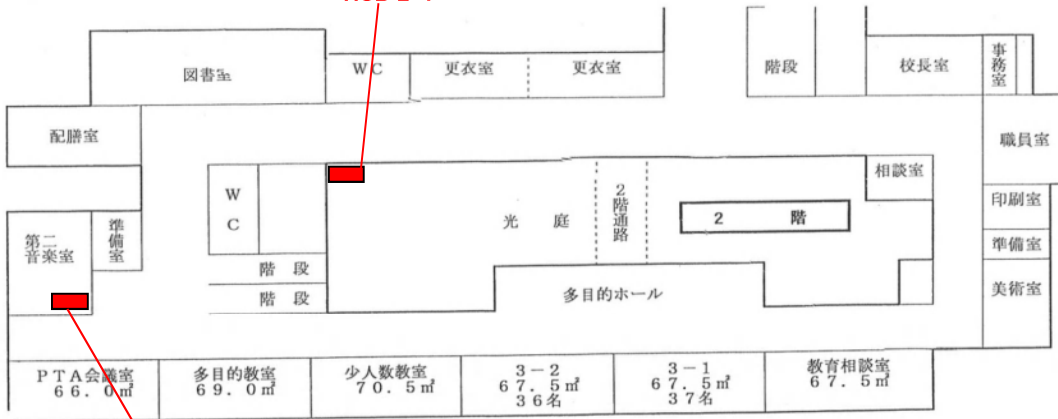 図書室
WC
更衣室
更衣室
階段
校長室
事務室
配膳室
職員室
WC
相談室
2階通路
光庭
2 階
印刷室
準備室
第二
音楽室
準備室
階 段
階 段
多目的ホール
美術室
PTA会議室
66.0㎡
多目的教室
69.0㎡
少人数教室
70.5㎡
3-2
67.5㎡
36名
3-1
67.5㎡
37名
教育相談室
67.5㎡